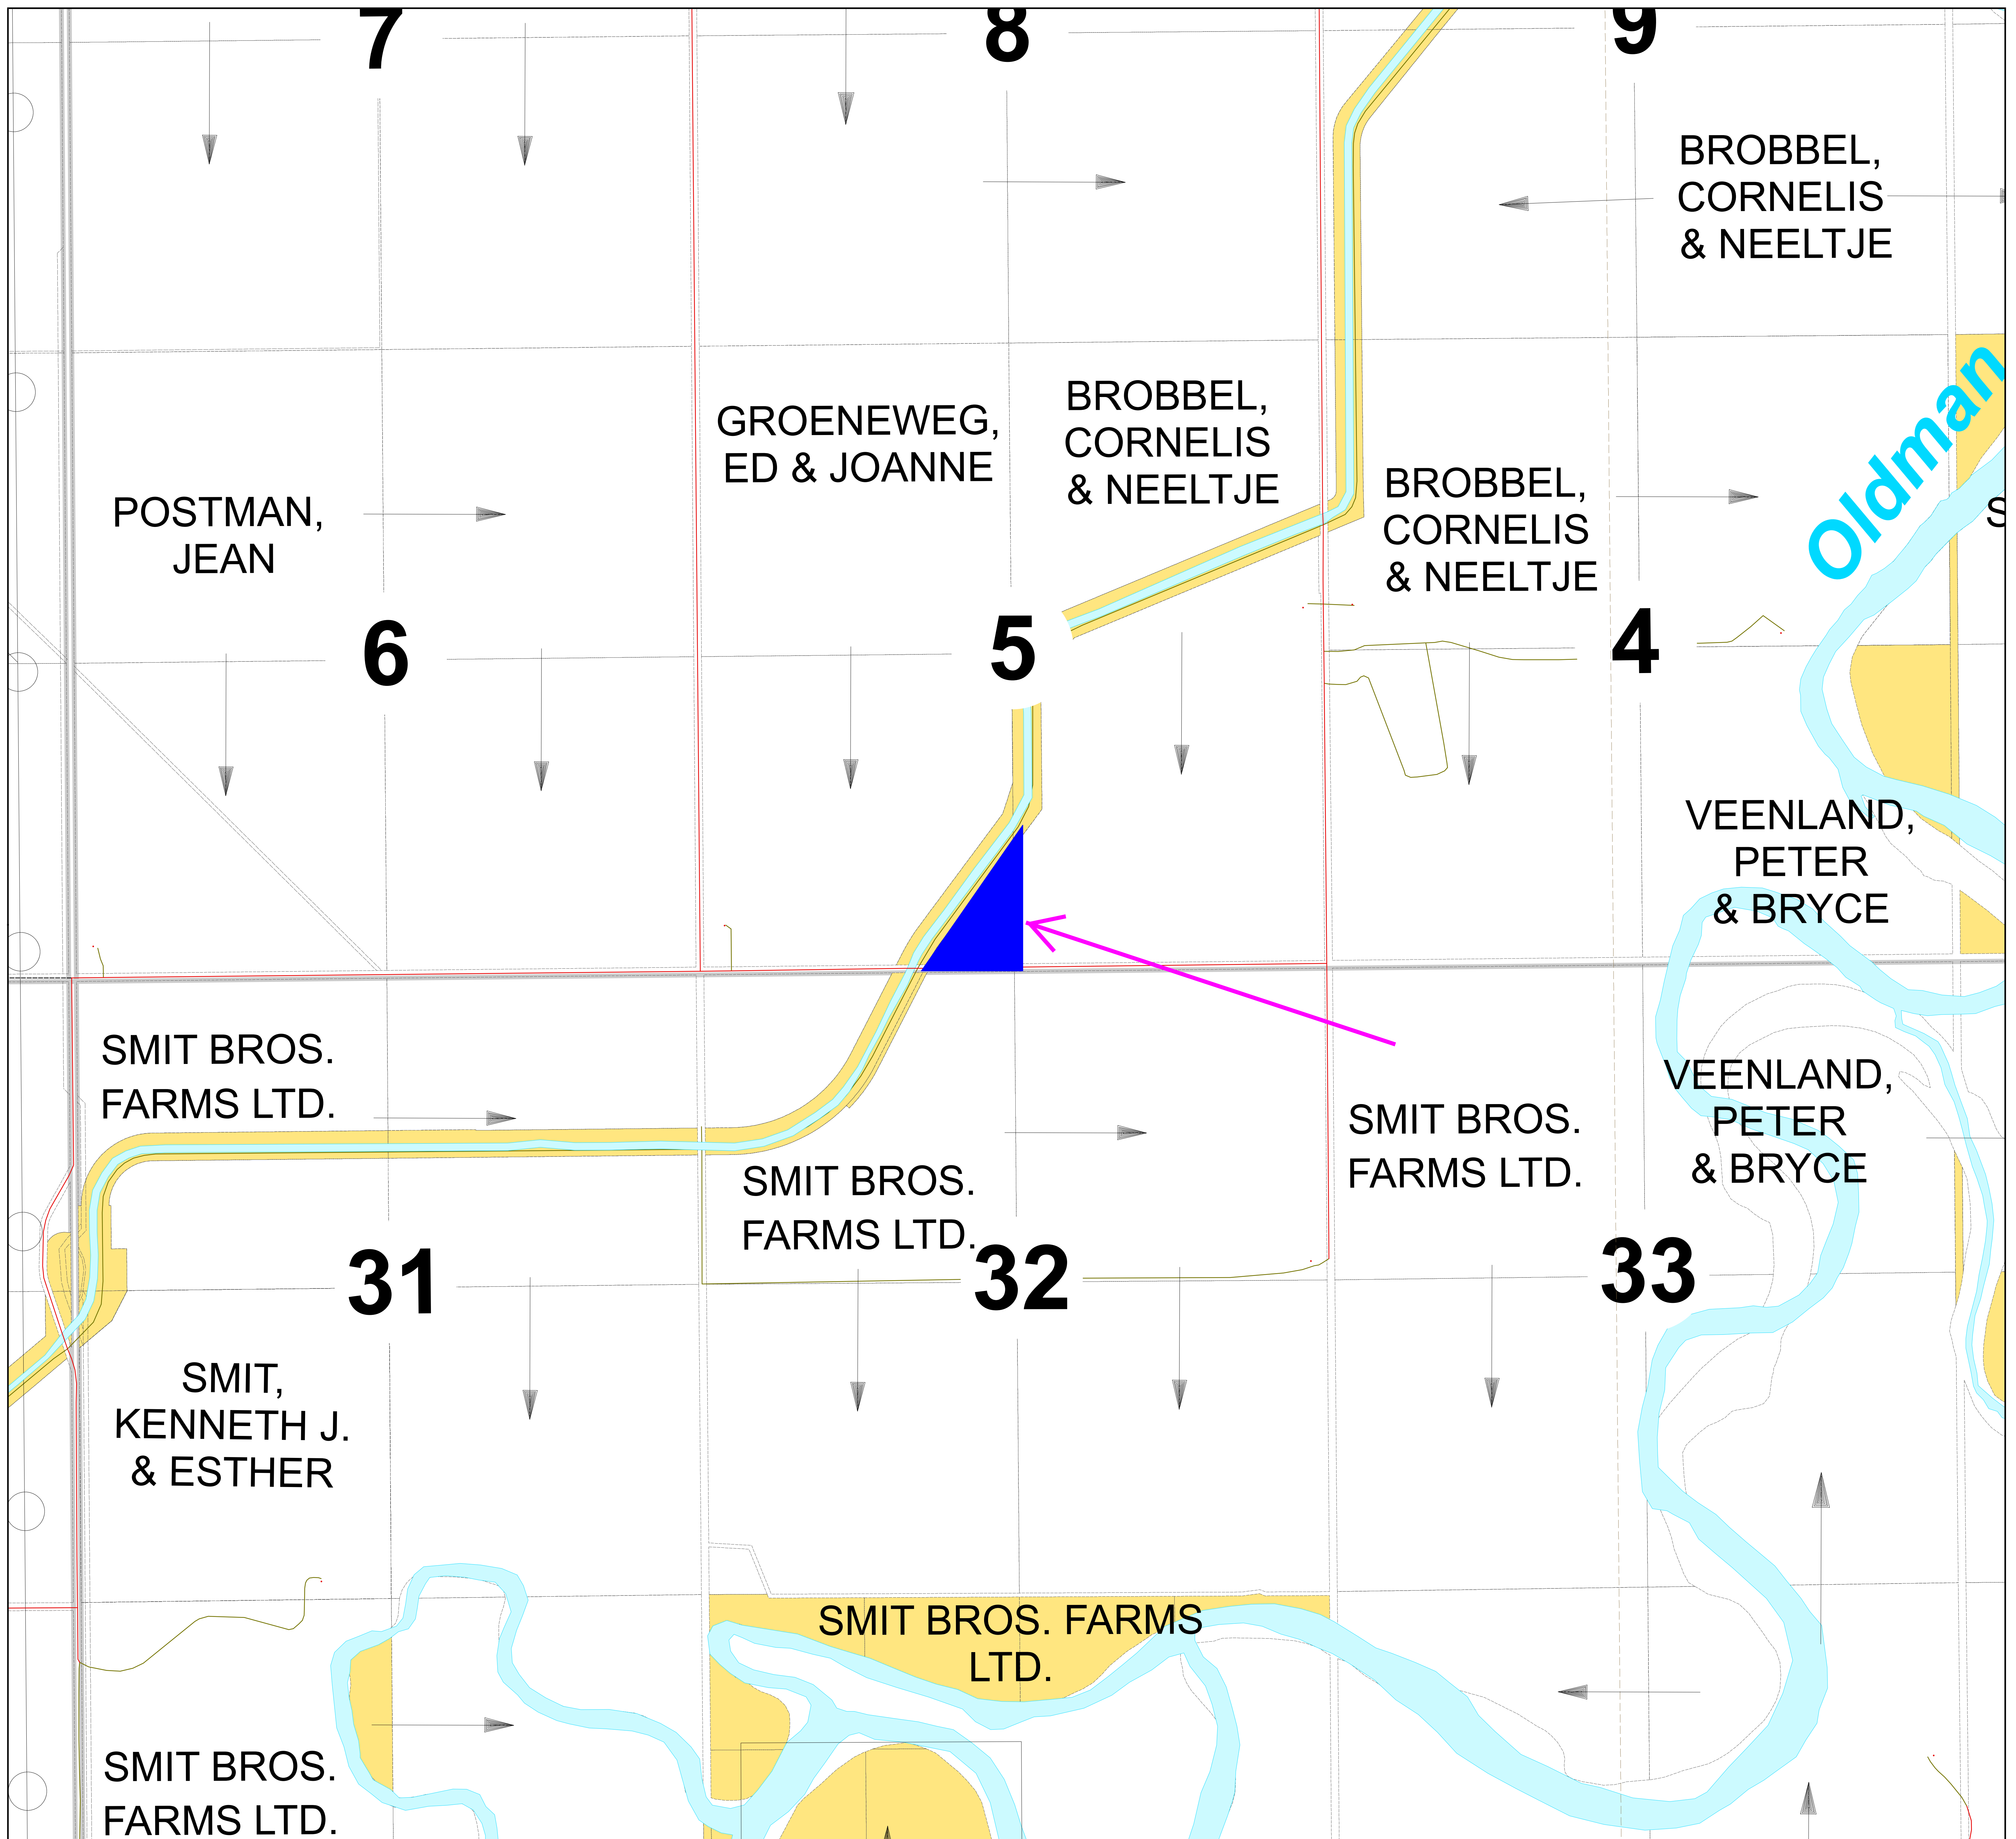 7
8
9
BROBBEL,
CORNELIS
& NEELTJE
GROENEWEG,
ED & JOANNE
BROBBEL,
CORNELIS
& NEELTJE
BROBBEL,
CORNELIS
& NEELTJE
Oldman
S
POSTMAN,
JEAN
6
5
4
VEENLAND,
PETER
& BRYCE
SMIT BROS.
FARMS LTD.
SMIT BROS.
FARMS LTD.
SMIT BROS.
FARMS LTD.
VEENLAND,
PETER
& BRYCE
31
32
33
SMIT,
KENNETH J.
& ESTHER
SMIT BROS. FARMS
LTD.
SMIT BROS.
FARMS LTD.